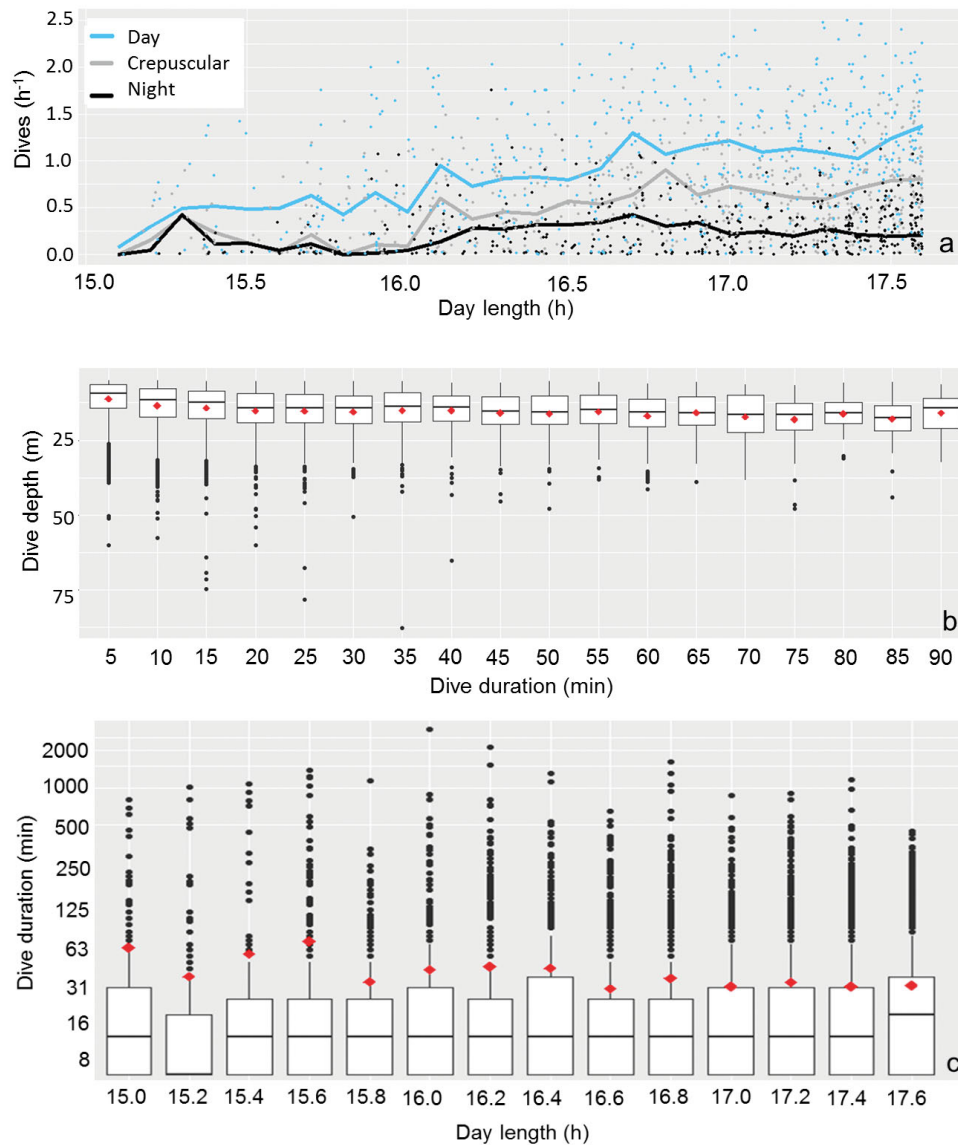 2.5
2.0
1.5
1.0
0.5
0.0
Dives (h⁻¹)
Day
Crepuscular
Night
a
15.0 15.5 16.0 16.5 17.0 17.5
Day length (h)
25
50
75
Dive depth (m)
b
5 10 15 20 25 30 35 40 45 50 55 60 65 70 75 80 85 90
Dive duration (min)
2000
1000
500
250
125
63
31
16
8
Dive duration (min)
c
15.0 15.2 15.4 15.6 15.8 16.0 16.2 16.4 16.6 16.8 17.0 17.2 17.4 17.6
Day length (h)